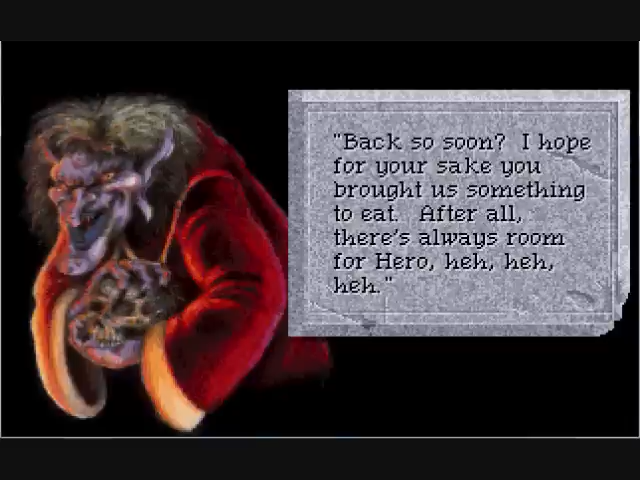 "Back so soon? I hope
for your sake you
brought us something
to eat. After all,
there's always room
for Hero, heh, heh,
heh."